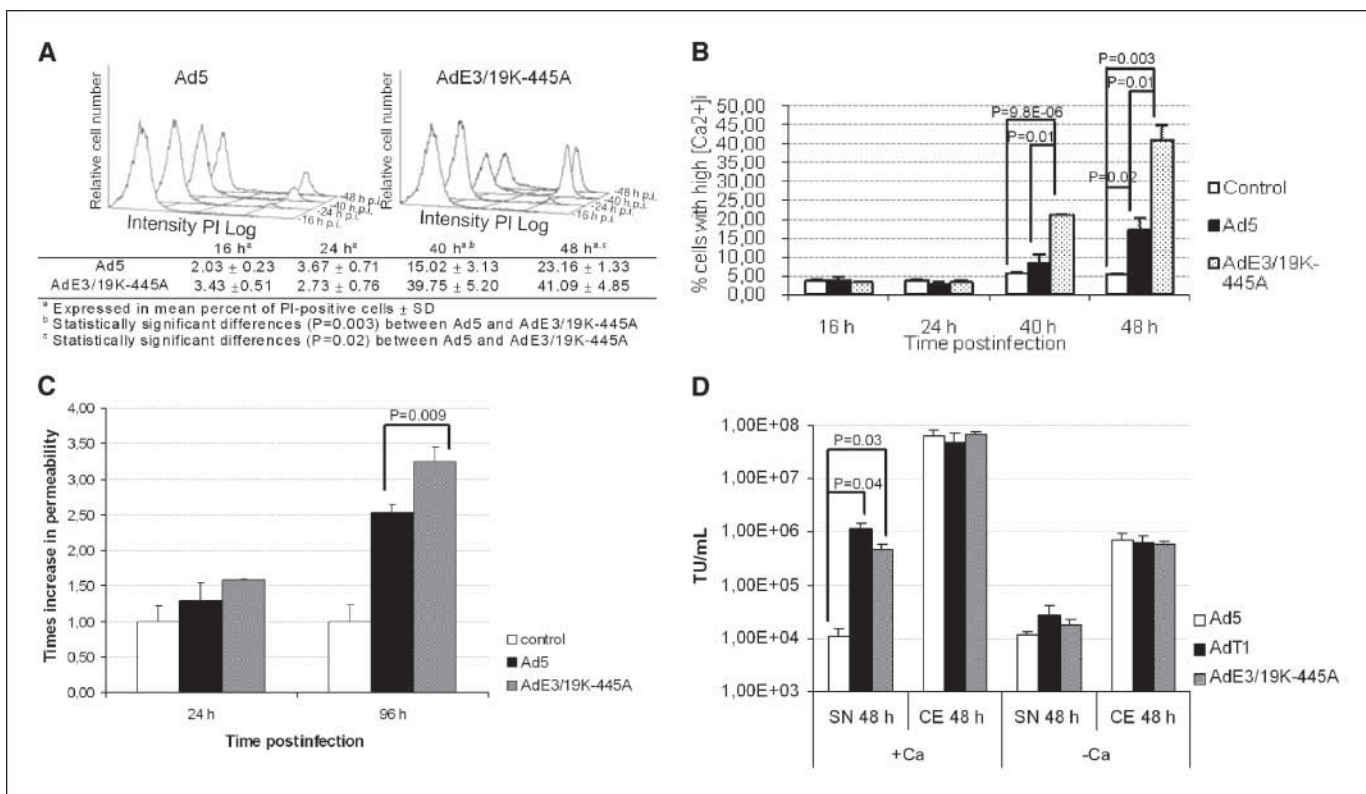 A
Ad5
AdE3/19K-445A
Relative cell number
Relative cell number
-48 h p.i.
-40 h p.i.
-24 h p.i.
-16 h p.i.
-48 h p.i.
-40 h p.i.
-24 h p.i.
-16 h p.i.
Intensity PI Log
Intensity PI Log
16 h a 24 h a 40 h a,b 48 h a,c
Ad5 2.03 ± 0.23 3.67 ± 0.71 15.02 ± 3.13 23.16 ± 1.33
AdE3/19K-445A 3.43 ±0.51 2.73 ± 0.76 39.75 ± 5.20 41.09 ± 4.85
a Expressed in mean percent of PI-positive cells ± SD
b Statistically significant differences (P=0.003) between Ad5 and AdE3/19K-445A
c Statistically significant differences (P=0.02) between Ad5 and AdE3/19K-445A
B
% cells with high [Ca2+]i
50,00
45,00
40,00
35,00
30,00
25,00
20,00
15,00
10,00
5,00
0,00
P=9.8E-06
P=0.01
P=0.003
P=0.01
P=0.02
16 h 24 h 40 h 48 h
Time postinfection
Control
Ad5
AdE3/19K-
445A
C
Times increase in permeability
4,00
3,50
3,00
2,50
2,00
1,50
1,00
0,50
0,00
P=0.009
24 h 96 h
Time postinfection
control
Ad5
AdE3/19K-445A
D
TU/mL
1,00E+08
1,00E+07
1,00E+06
1,00E+05
1,00E+04
1,00E+03
P=0.03
P=0.04
SN 48 h CE 48 h SN 48 h CE 48 h
+Ca -Ca
Ad5
AdT1
AdE3/19K-445A